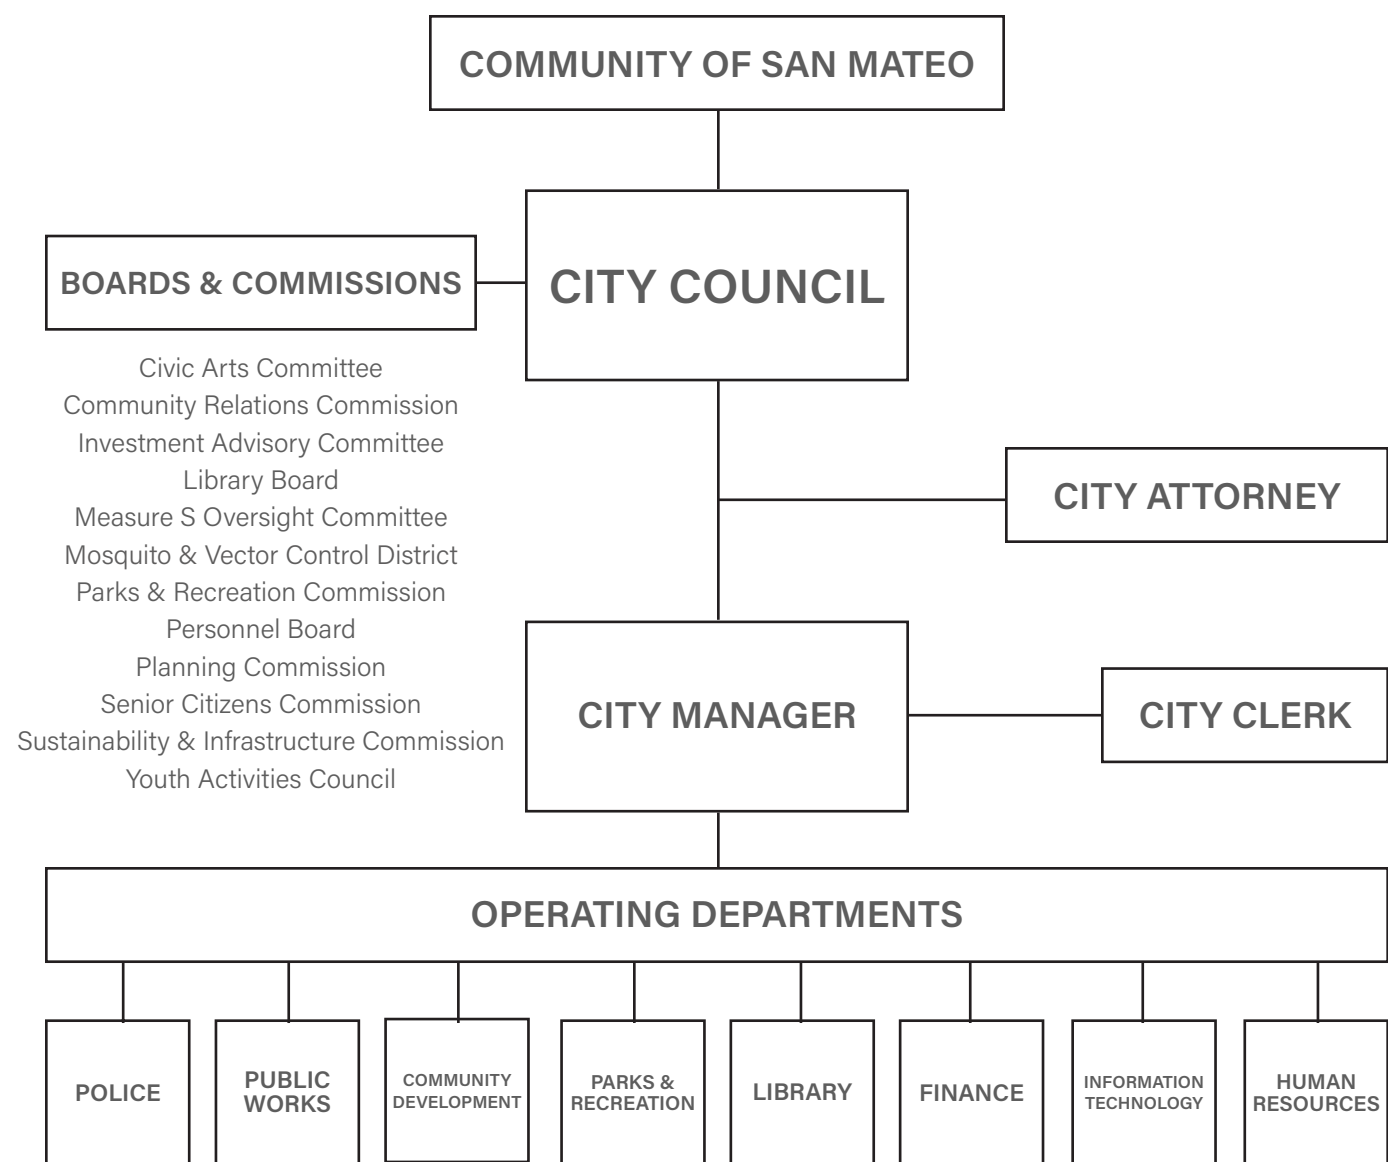 COMMUNITY OF SAN MATEO
CITY COUNCIL
BOARDS & COMMISSIONS
Civic Arts Committee
Community Relations Commission
Investment Advisory Committee
Library Board
Measure S Oversight Committee
Mosquito & Vector Control District
Parks & Recreation Commission
Personnel Board
Planning Commission
Senior Citizens Commission
Sustainability & Infrastructure Commission
Youth Activities Council
CITY ATTORNEY
CITY MANAGER
CITY CLERK
OPERATING DEPARTMENTS
POLICE
PUBLIC
WORKS
COMMUNITY
DEVELOPMENT
PARKS &
RECREATION
LIBRARY
FINANCE
INFORMATION
TECHNOLOGY
HUMAN
RESOURCES